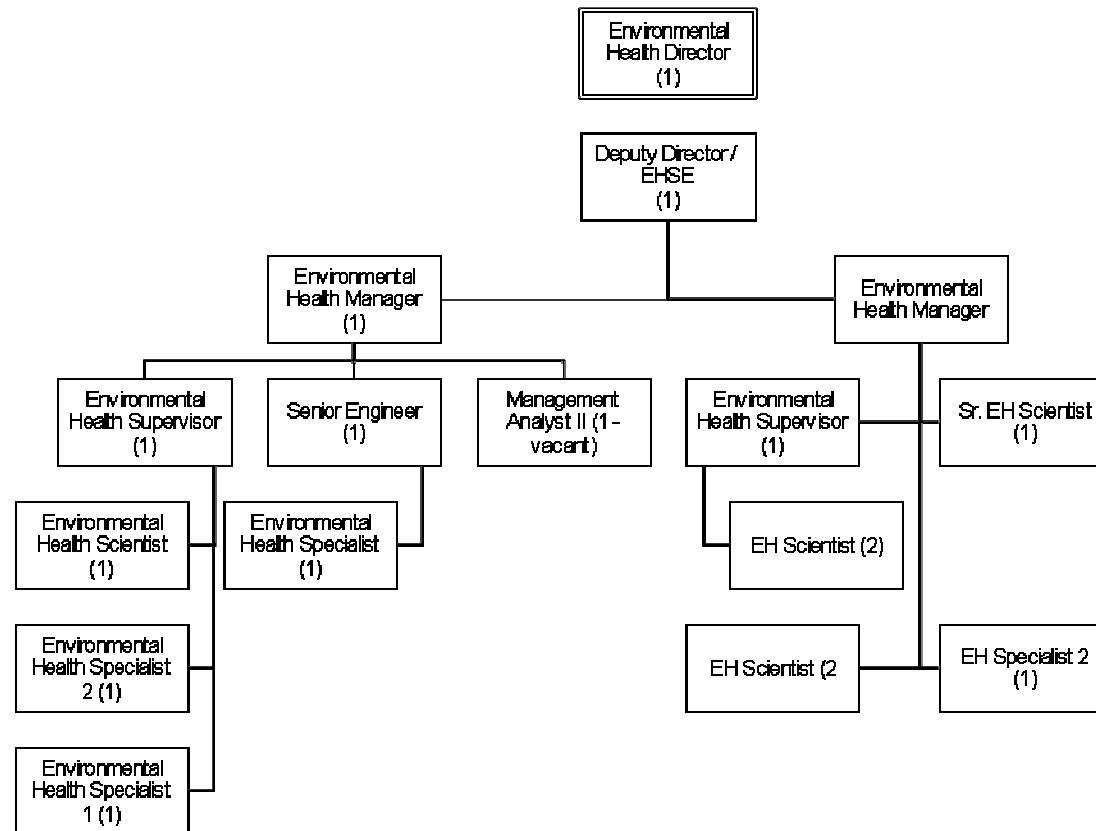 Environmental
Health Director
(1)
Deputy Director /
EHSE
(1)
Environmental
Health Manager
(1)
Environmental
Health Manager
Environmental
Health Supervisor
(1)
Senior Engineer
(1)
Management
Analyst II (1 -
vacant)
Environmental
Health Supervisor
(1)
Sr. EH Scientist
(1)
Environmental
Health Scientist
(1)
Environmental
Health Specialist
(1)
EH Scientist (2)
Environmental
Health Specialist
2 (1)
EH Scientist (2
EH Specialist 2
(1)
Environmental
Health Specialist
1 (1)